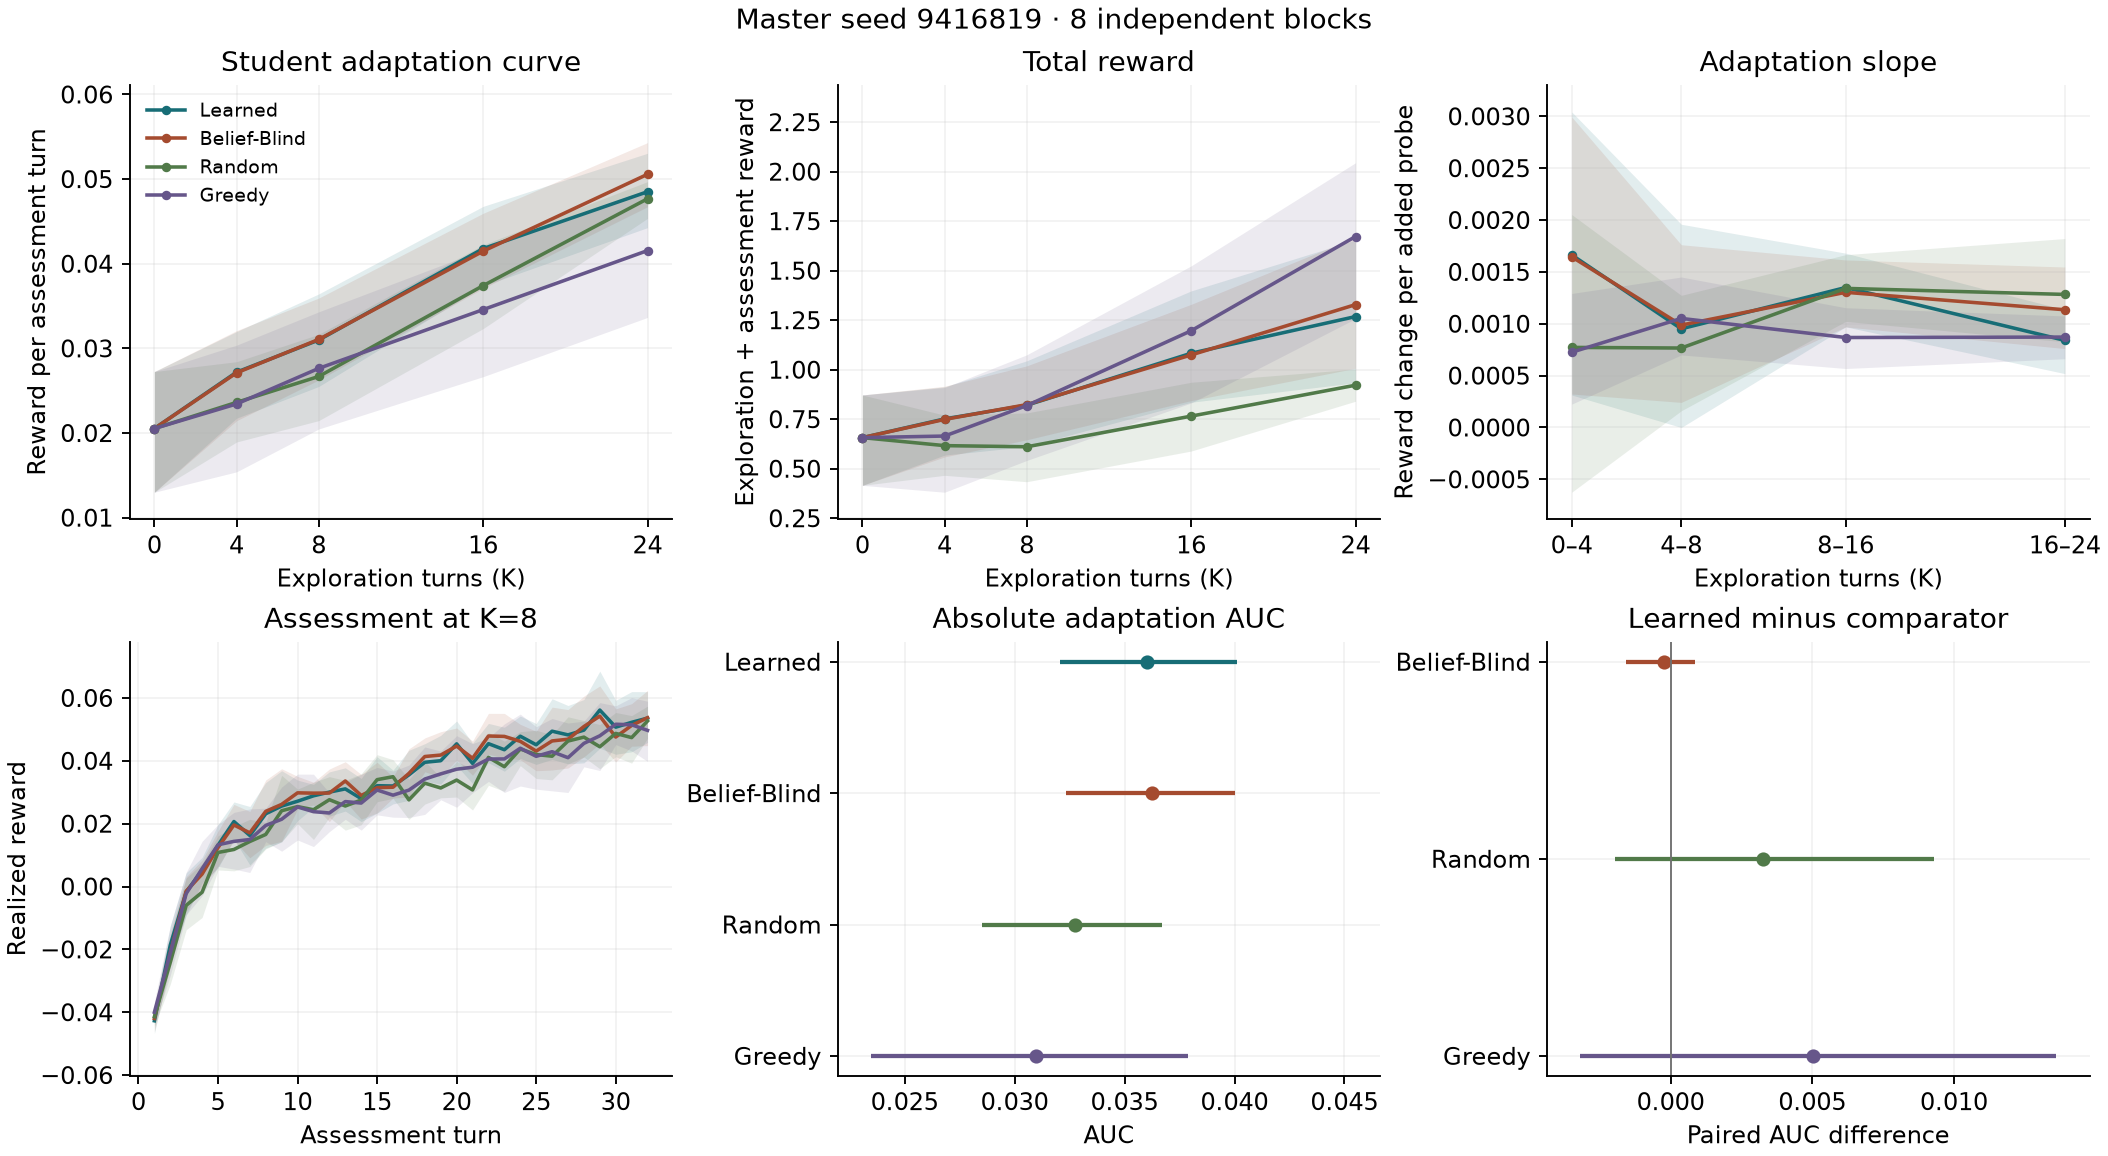 Master seed 9416819 · 8 independent blocks
Student adaptation curve
Reward per assessment turn
0.06
0.05
0.04
0.03
0.02
0.01
Learned
Belief-Blind
Random
Greedy
0 4 8 16 24
Exploration turns (K)
Total reward
Exploration + assessment reward
2.25
2.00
1.75
1.50
1.25
1.00
0.75
0.50
0.25
0 4 8 16 24
Exploration turns (K)
Adaptation slope
Reward change per added probe
0.0030
0.0025
0.0020
0.0015
0.0010
0.0005
0.0000
−0.0005
0–4 4–8 8–16 16–24
Exploration turns (K)
Assessment at K=8
Realized reward
0.06
0.04
0.02
0.00
−0.02
−0.04
−0.06
0 5 10 15 20 25 30
Assessment turn
Absolute adaptation AUC
Learned
Belief-Blind
Random
Greedy
0.025 0.030 0.035 0.040 0.045
AUC
Learned minus comparator
Belief-Blind
Random
Greedy
0.000 0.005 0.010
Paired AUC difference